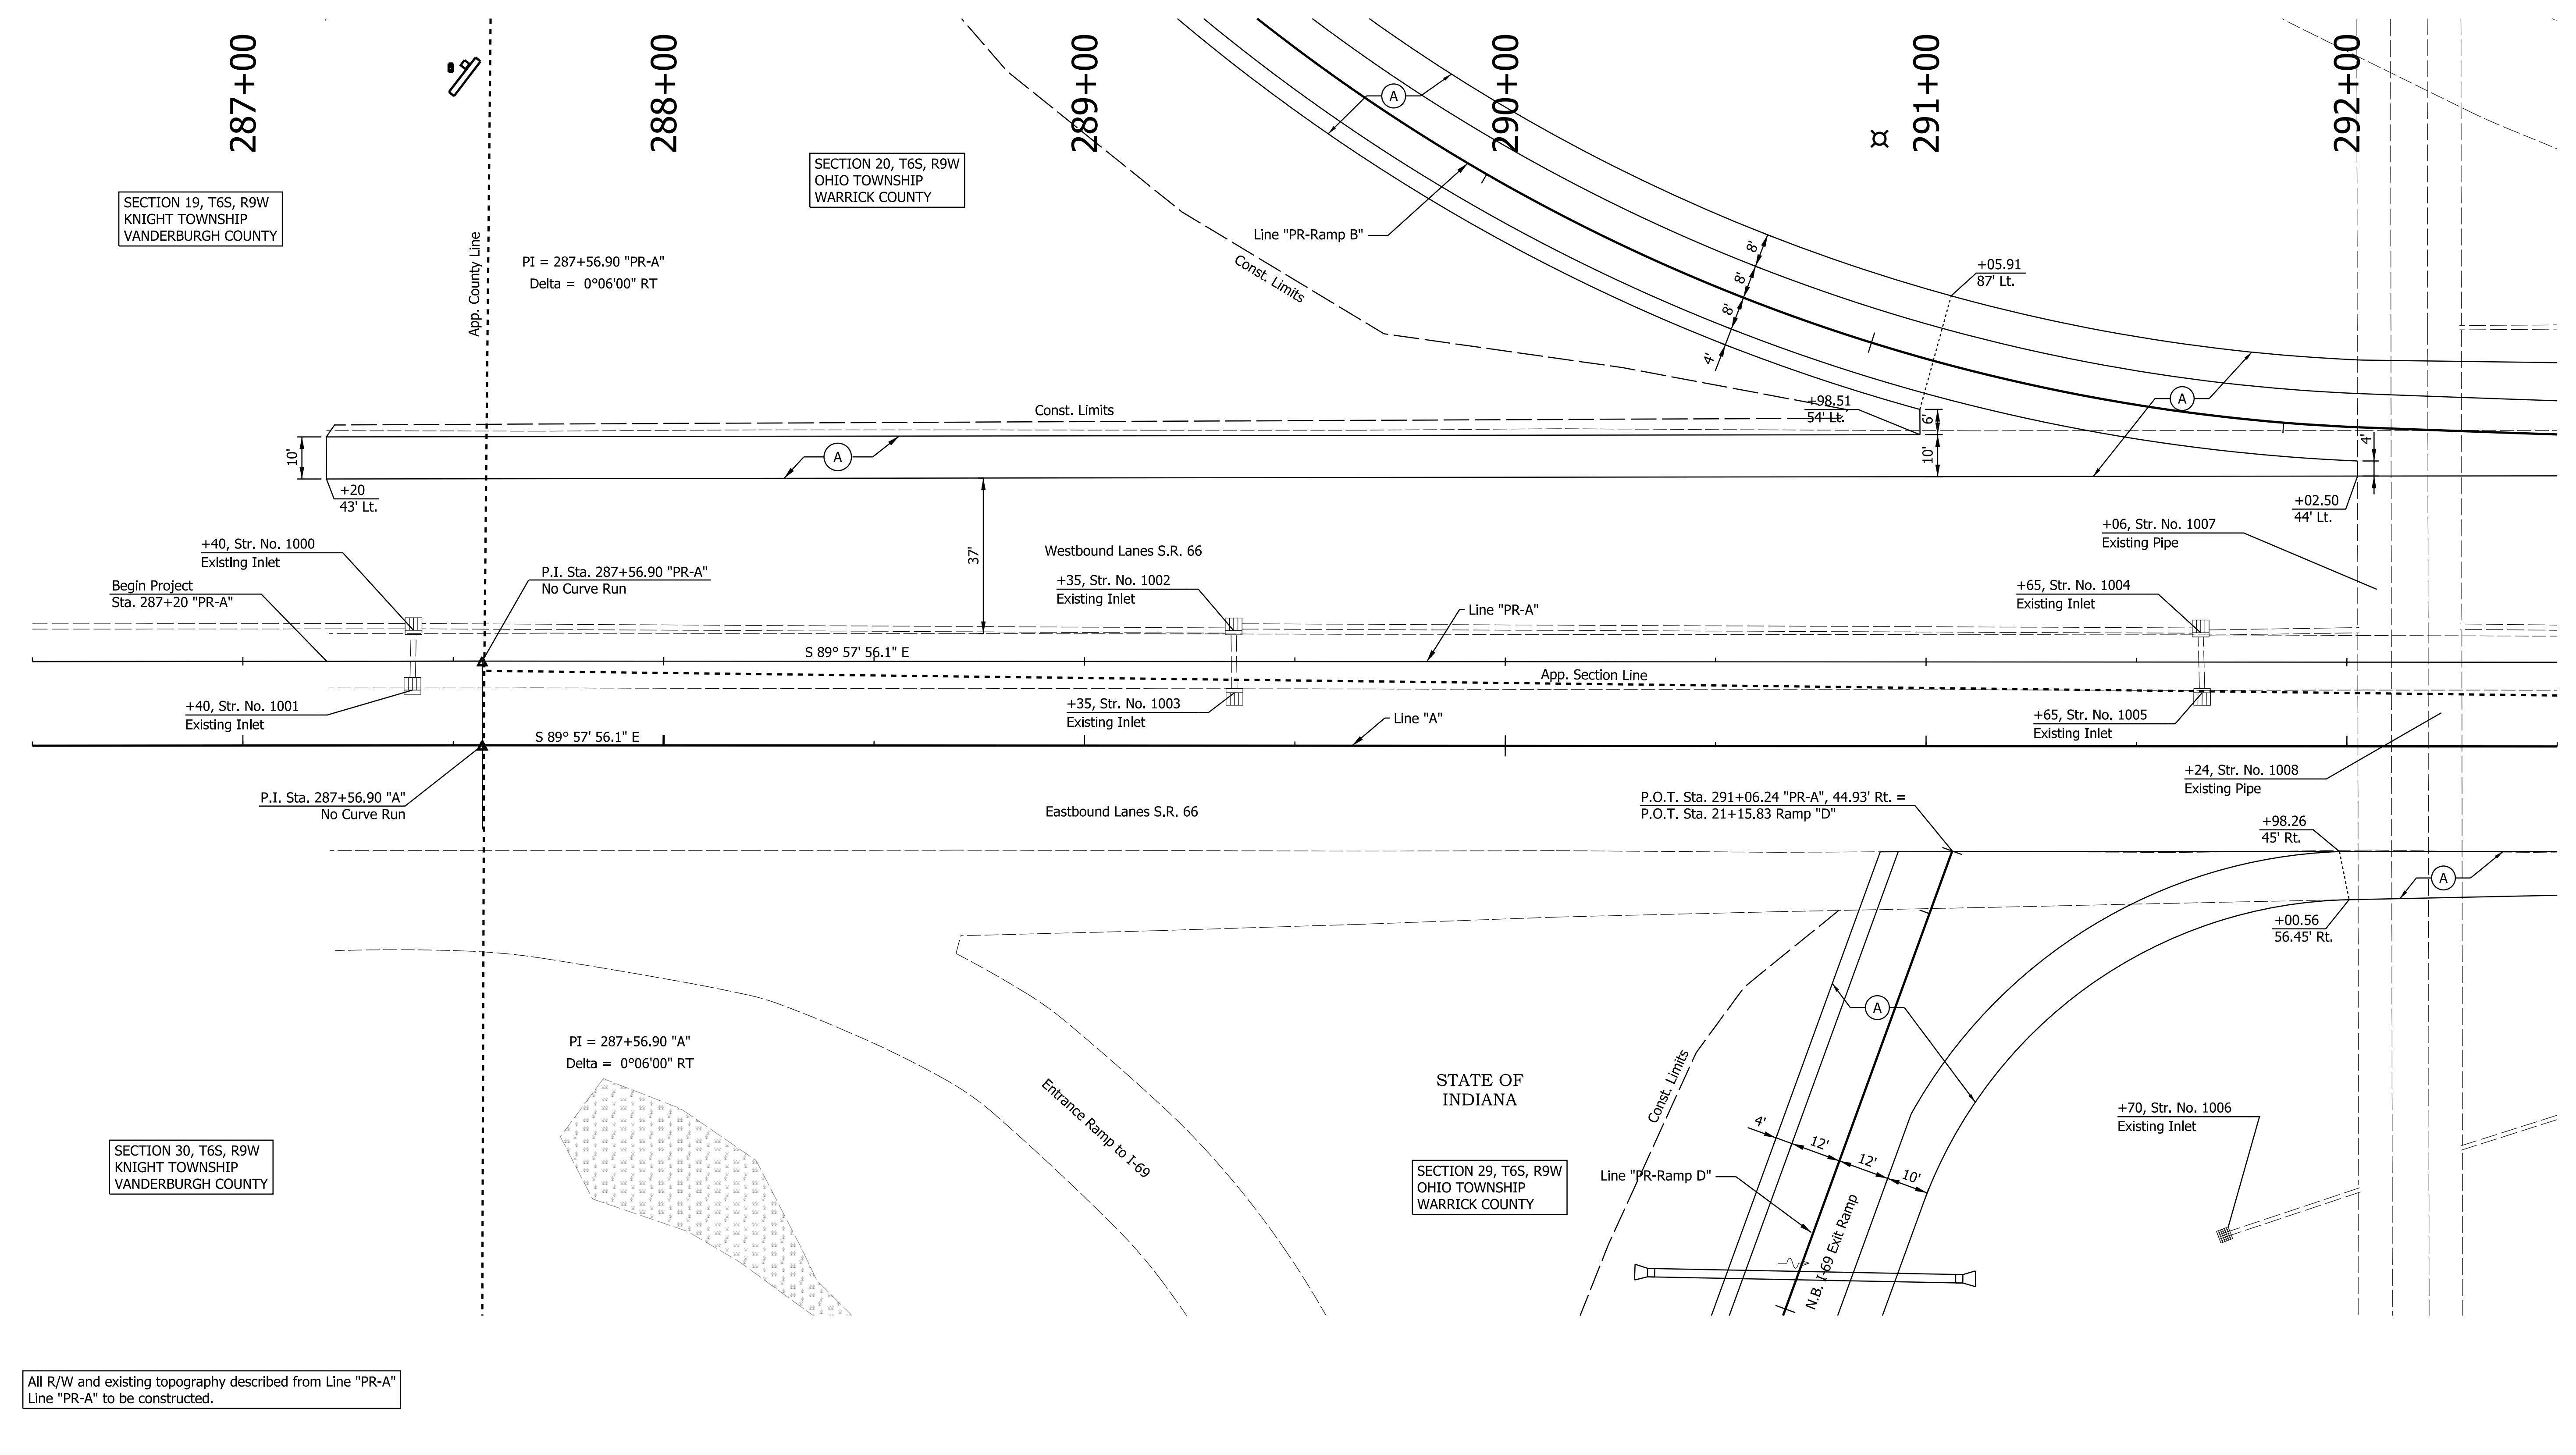 287+00
288+00
289+00
290+00
291+00
292+00
A
SECTION 20, T6S, R9W
OHIO TOWNSHIP
WARRICK COUNTY
SECTION 19, T6S, R9W
KNIGHT TOWNSHIP
VANDERBURGH COUNTY
App. County Line
PI = 287+56.90 "PR-A"
Delta =  0°06'00" RT
Line "PR-Ramp B"
Const. Limits
8'
8'
8'
4'
+05.91
87' Lt.
Const. Limits
+98.51
54' Lt.
6'
10'
A
4'
10'
A
+20
43' Lt.
+02.50
44' Lt.
37'
Westbound Lanes S.R. 66
+06, Str. No. 1007
Existing Pipe
+40, Str. No. 1000
Existing Inlet
Begin Project
Sta. 287+20 "PR-A"
P.I. Sta. 287+56.90 "PR-A"
No Curve Run
+35, Str. No. 1002
Existing Inlet
Line "PR-A"
+65, Str. No. 1004
Existing Inlet
S 89° 57' 56.1" E
App. Section Line
+40, Str. No. 1001
Existing Inlet
+35, Str. No. 1003
Existing Inlet
Line "A"
+65, Str. No. 1005
Existing Inlet
S 89° 57' 56.1" E
P.I. Sta. 287+56.90 "A"
No Curve Run
Eastbound Lanes S.R. 66
P.O.T. Sta. 291+06.24 "PR-A", 44.93' Rt. =
P.O.T. Sta. 21+15.83 Ramp "D"
+24, Str. No. 1008
Existing Pipe
+98.26
45' Rt.
A
+00.56
56.45' Rt.
A
PI = 287+56.90 "A"
Delta =  0°06'00" RT
Entrance Ramp to I-69
STATE OF
INDIANA
Const. Limits
4'
12'
12'
10'
+70, Str. No. 1006
Existing Inlet
SECTION 30, T6S, R9W
KNIGHT TOWNSHIP
VANDERBURGH COUNTY
SECTION 29, T6S, R9W
OHIO TOWNSHIP
WARRICK COUNTY
Line "PR-Ramp D"
N.B. I-69 Exit Ramp
All R/W and existing topography described from Line "PR-A"
Line "PR-A" to be constructed.